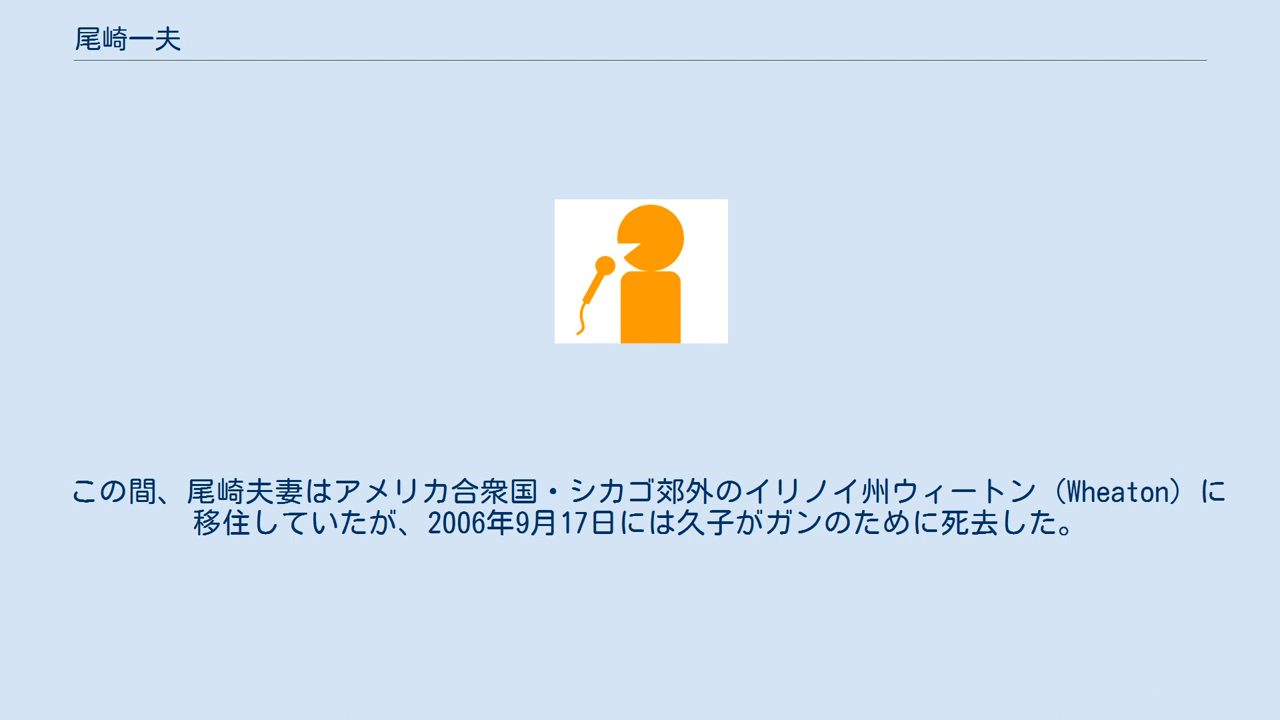 尾崎一夫
この間、尾崎夫妻はアメリカ合衆国・シカゴ郊外のイリノイ州ウィートン（Wheaton）に
移住していたが、2006年9月17日には久子がガンのために死去した。